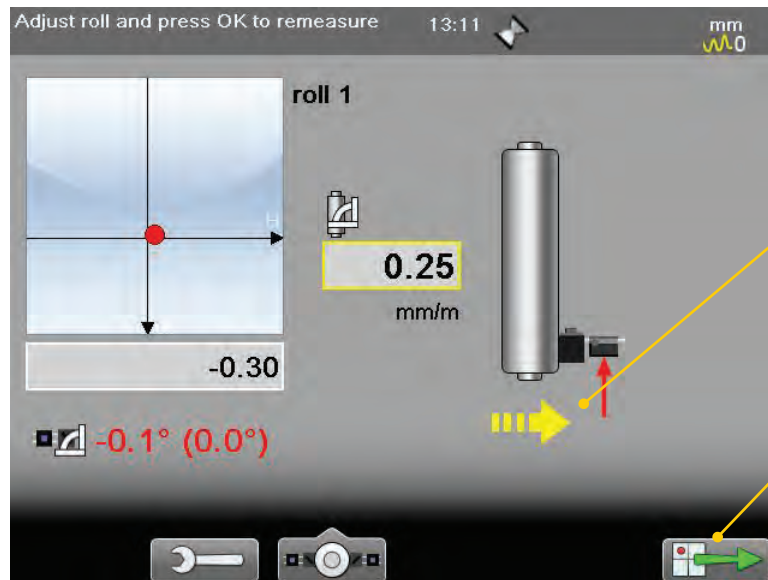 Adjust roll and press OK to remeasure 13:11 mm
0
roll 1
H
0.25
mm/m
-0.30
-0.1° (0.0°)